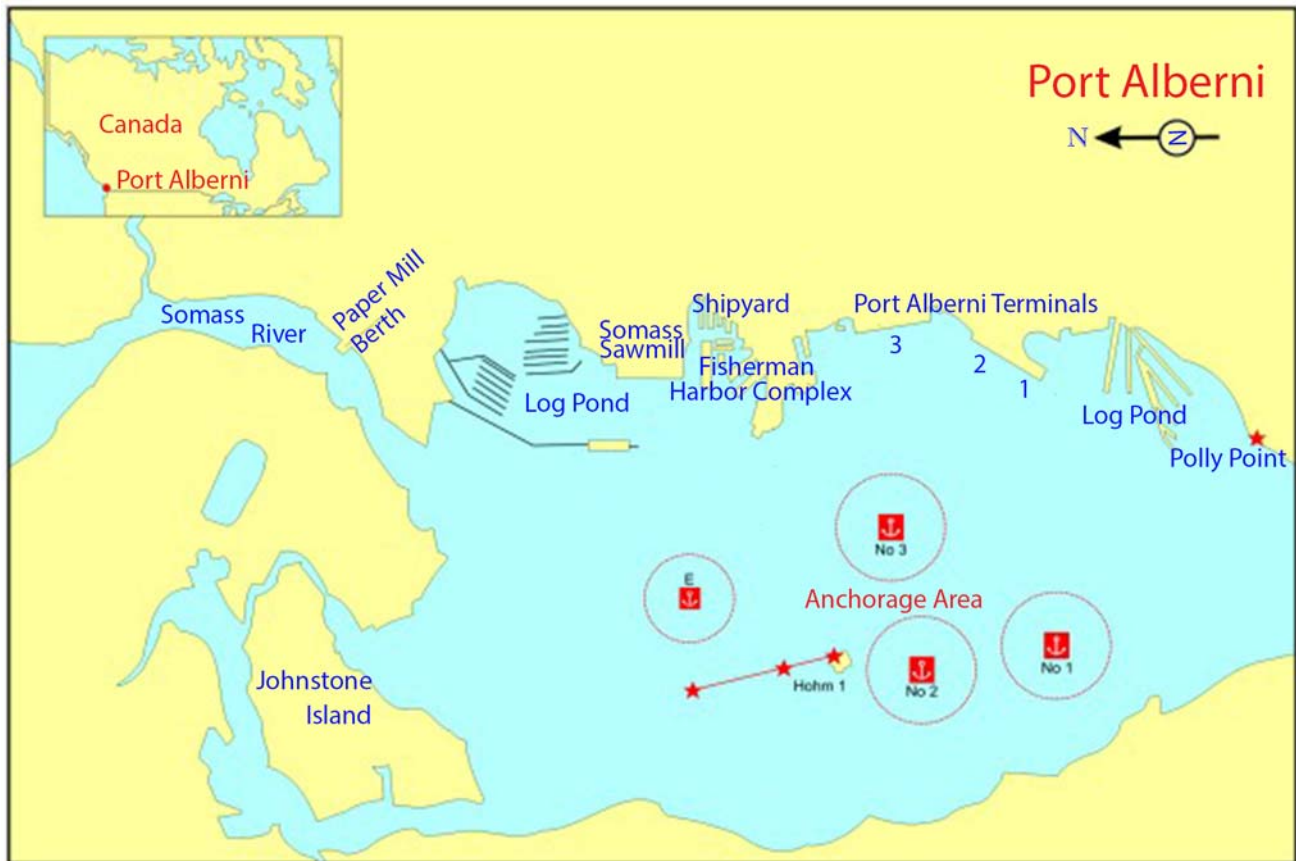 Port Alberni
N
N
Canada
Port Alberni
Somass
River
Paper Mill
Berth
Log Pond
Somass
Sawmill
Shipyard
Fisherman
Harbor Complex
Port Alberni Terminals
3
2
1
Log Pond
Polly Point
No 3
E
Anchorage Area
Hohm 1
No 2
No 1
Johnstone
Island